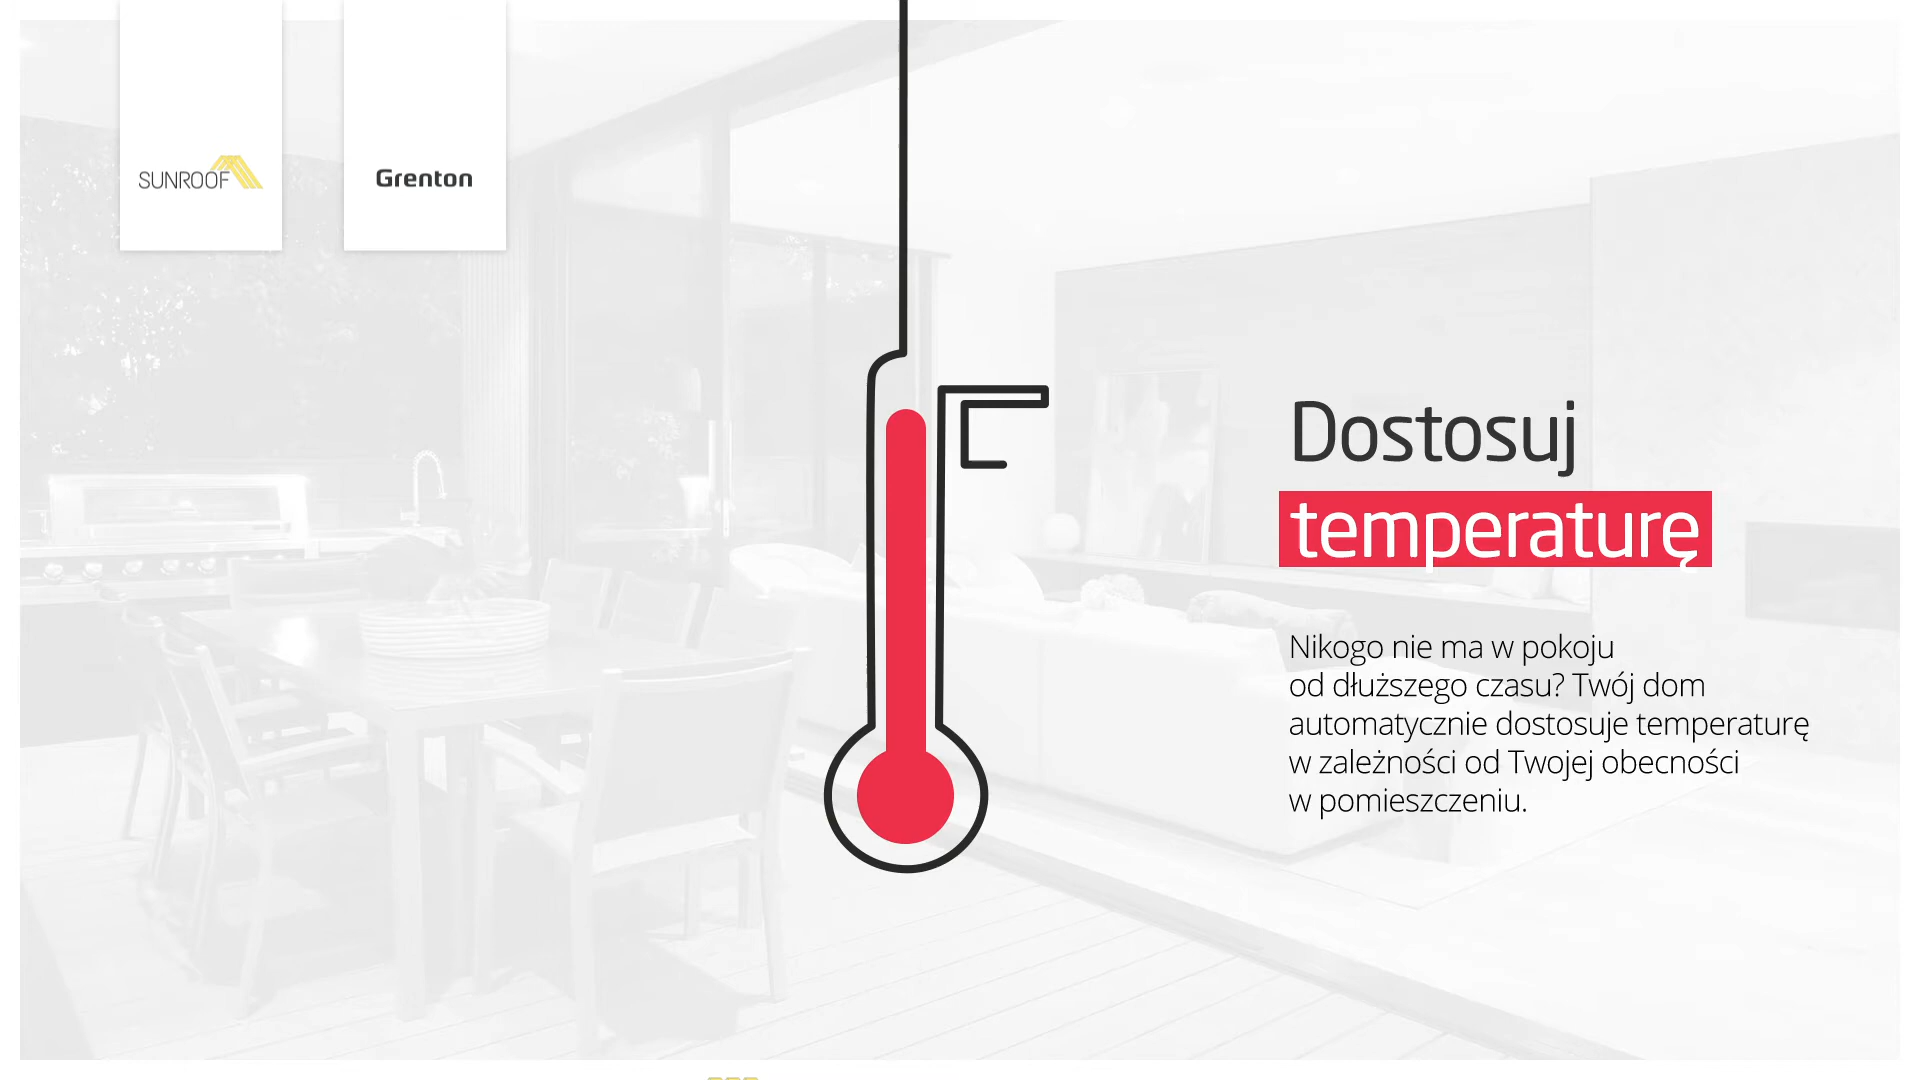 SUNROOF
Grenton
Dostosuj
temperaturę
Nikogo nie ma w pokoju
od dłuższego czasu? Twój dom
automatycznie dostosuje temperaturę
w zależności od Twojej obecności
w pomieszczeniu.